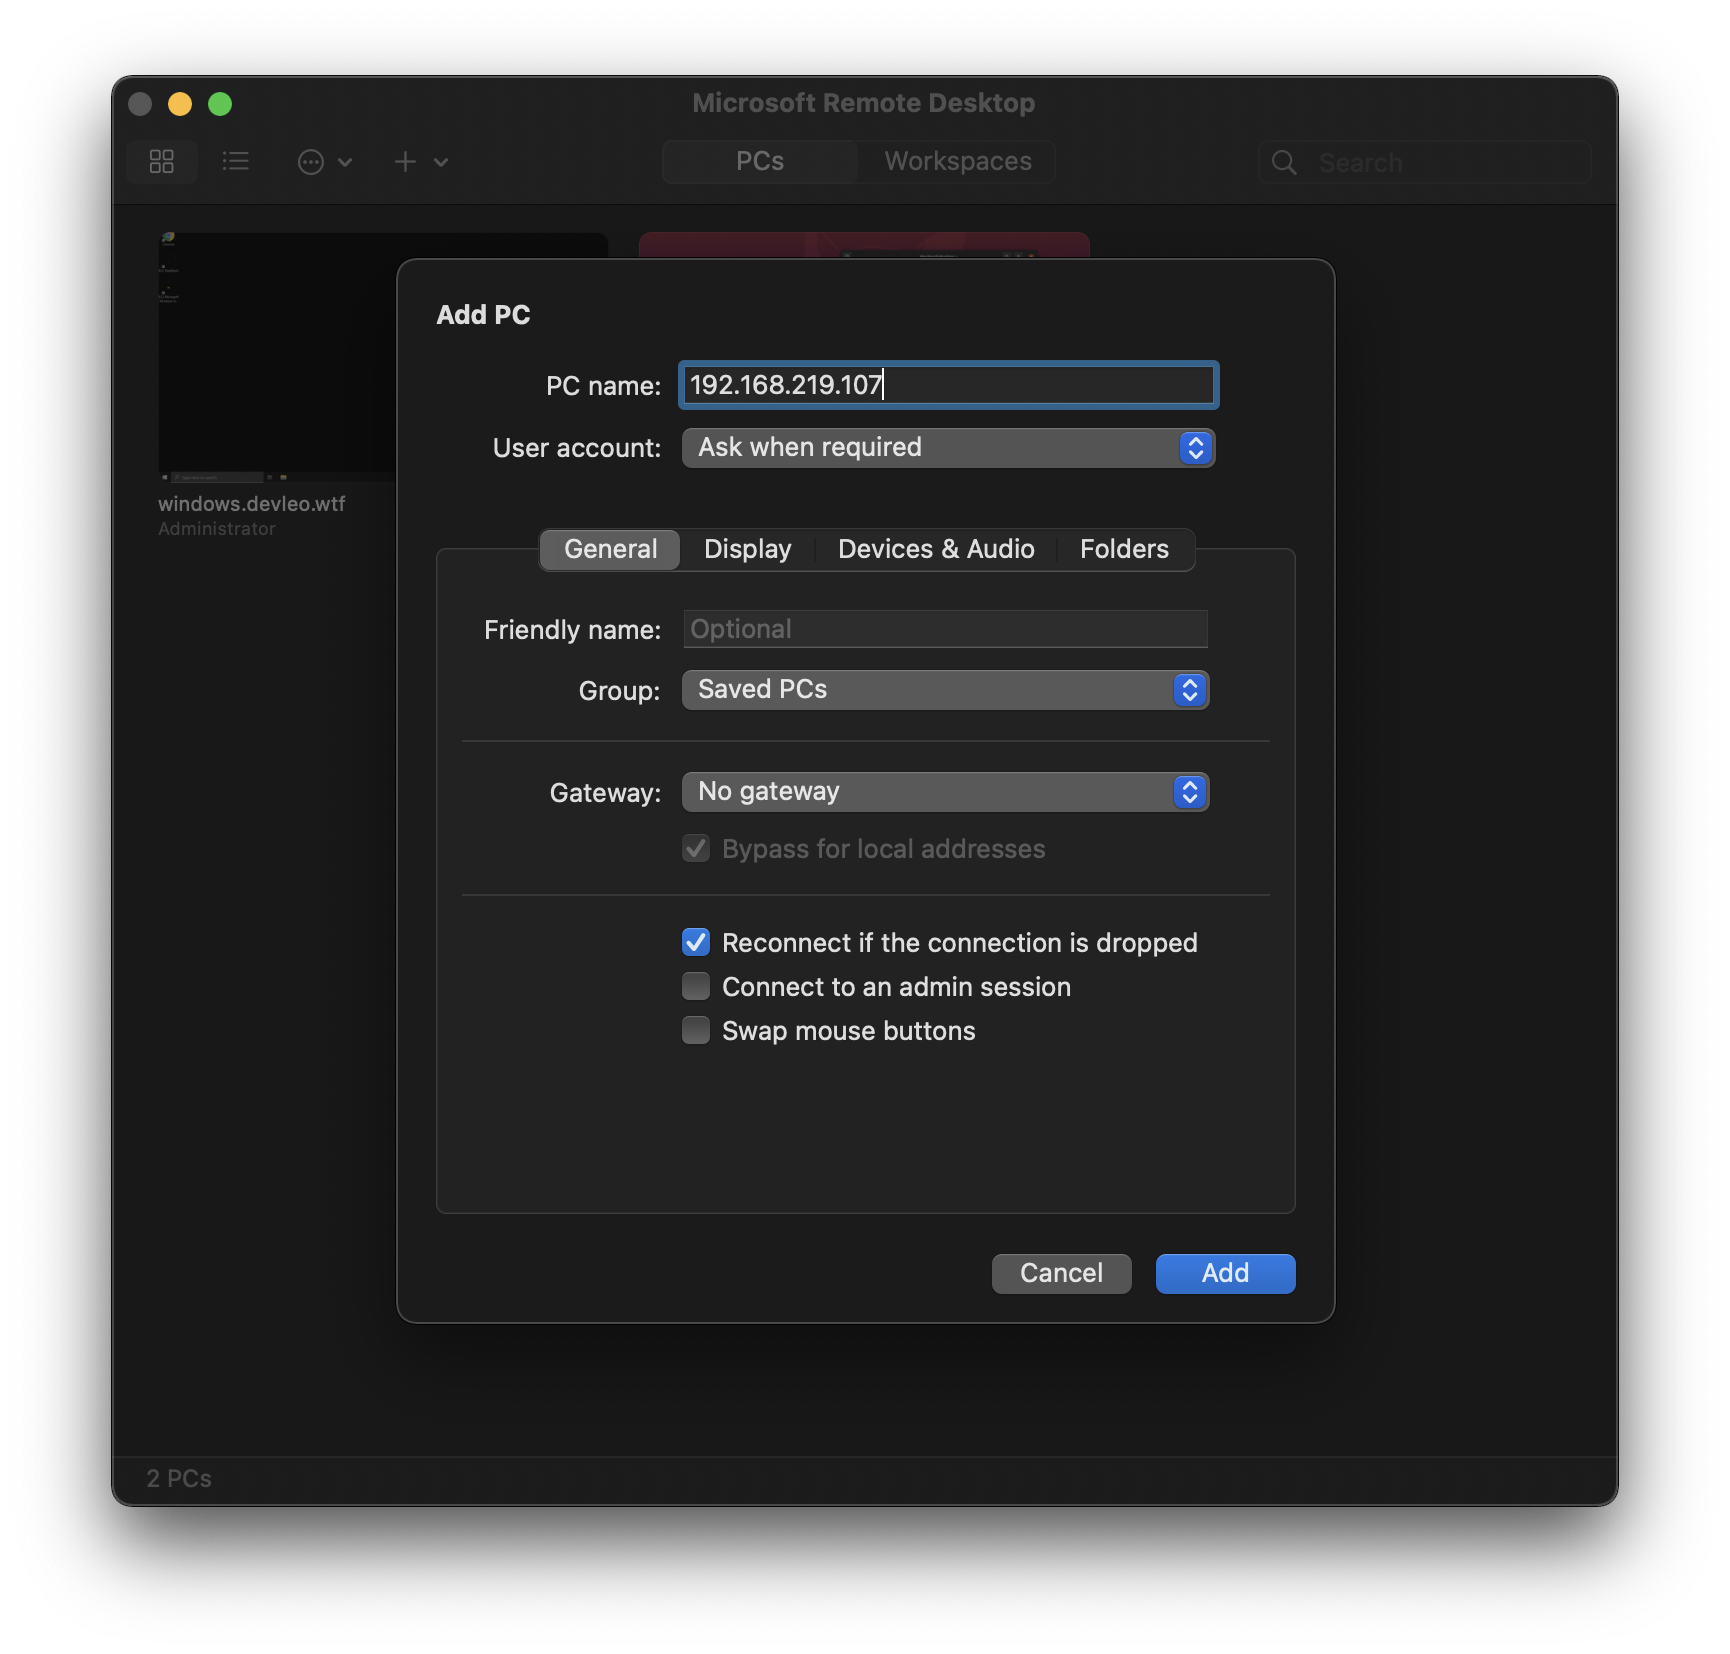 Microsoft Remote Desktop
PCs
Workspaces
Search
Add PC
PC name: 192.168.219.107
User account: Ask when required
General
Display
Devices & Audio
Folders
Friendly name: Optional
Group: Saved PCs
Gateway: No gateway
Bypass for local addresses
Reconnect if the connection is dropped
Connect to an admin session
Swap mouse buttons
Cancel
Add
windows.devleo.wtf
Administrator
2 PCs